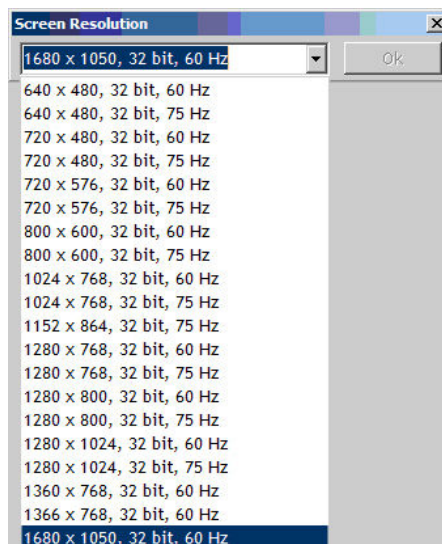 Screen Resolution
1680 x 1050, 32 bit, 60 Hz
Ok
640 x 480, 32 bit, 60 Hz
640 x 480, 32 bit, 75 Hz
720 x 480, 32 bit, 60 Hz
720 x 480, 32 bit, 75 Hz
720 x 576, 32 bit, 60 Hz
720 x 576, 32 bit, 75 Hz
800 x 600, 32 bit, 60 Hz
800 x 600, 32 bit, 75 Hz
1024 x 768, 32 bit, 60 Hz
1024 x 768, 32 bit, 75 Hz
1152 x 864, 32 bit, 75 Hz
1280 x 768, 32 bit, 60 Hz
1280 x 768, 32 bit, 75 Hz
1280 x 800, 32 bit, 60 Hz
1280 x 800, 32 bit, 75 Hz
1280 x 1024, 32 bit, 60 Hz
1280 x 1024, 32 bit, 75 Hz
1360 x 768, 32 bit, 60 Hz
1366 x 768, 32 bit, 60 Hz
1680 x 1050, 32 bit, 60 Hz